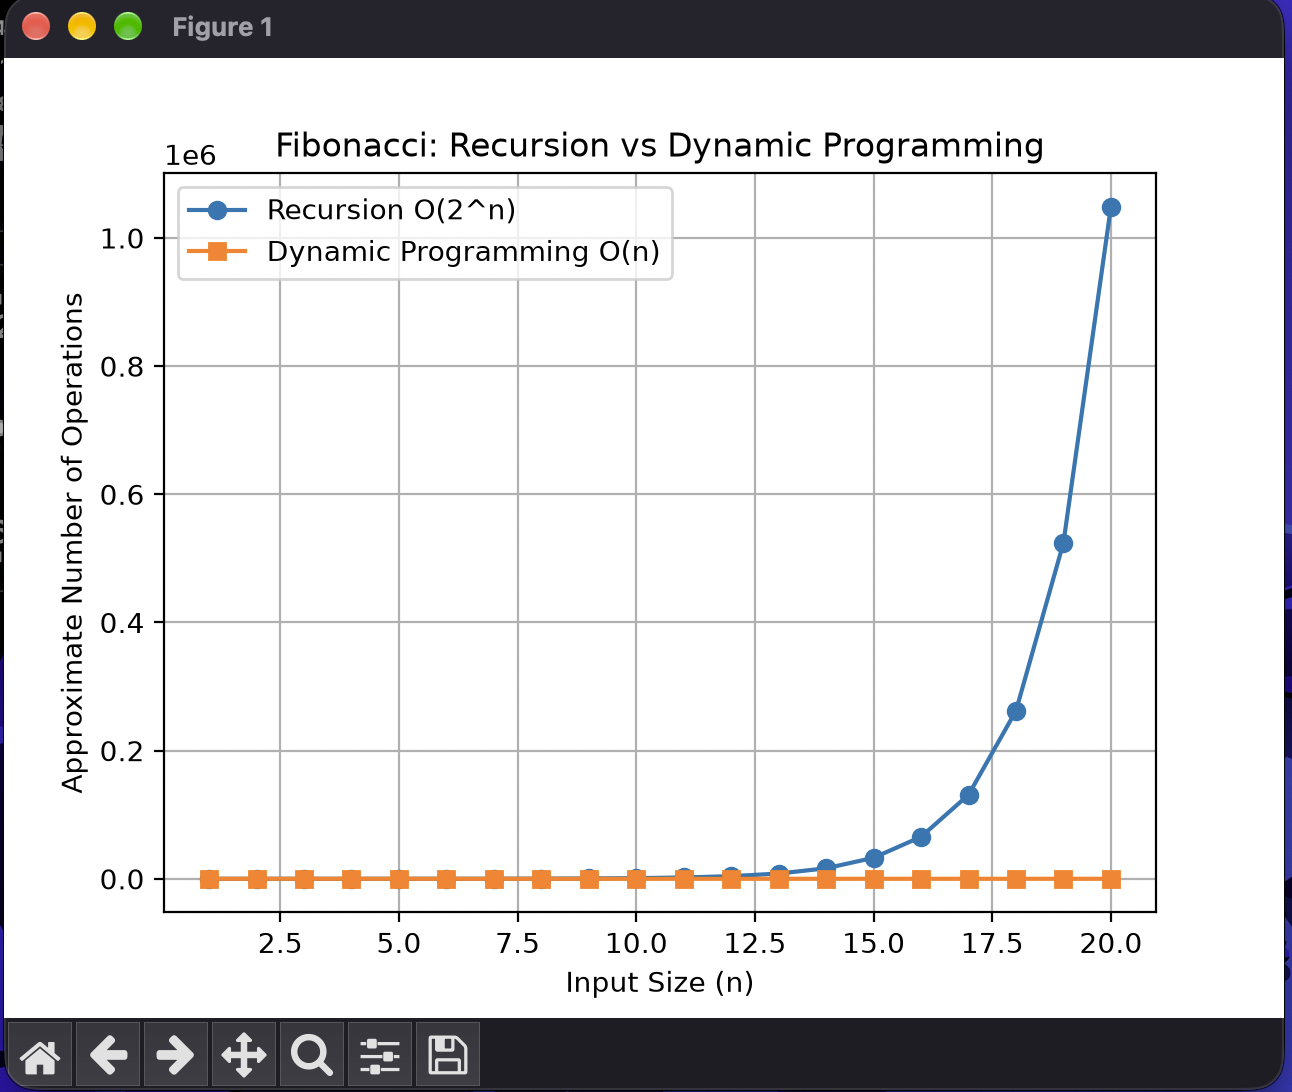 Figure 1
Fibonacci: Recursion vs Dynamic Programming
1e6
Recursion O(2^n)
Dynamic Programming O(n)
1.0
0.8
0.6
0.4
0.2
0.0
Approximate Number of Operations
2.5 5.0 7.5 10.0 12.5 15.0 17.5 20.0
Input Size (n)